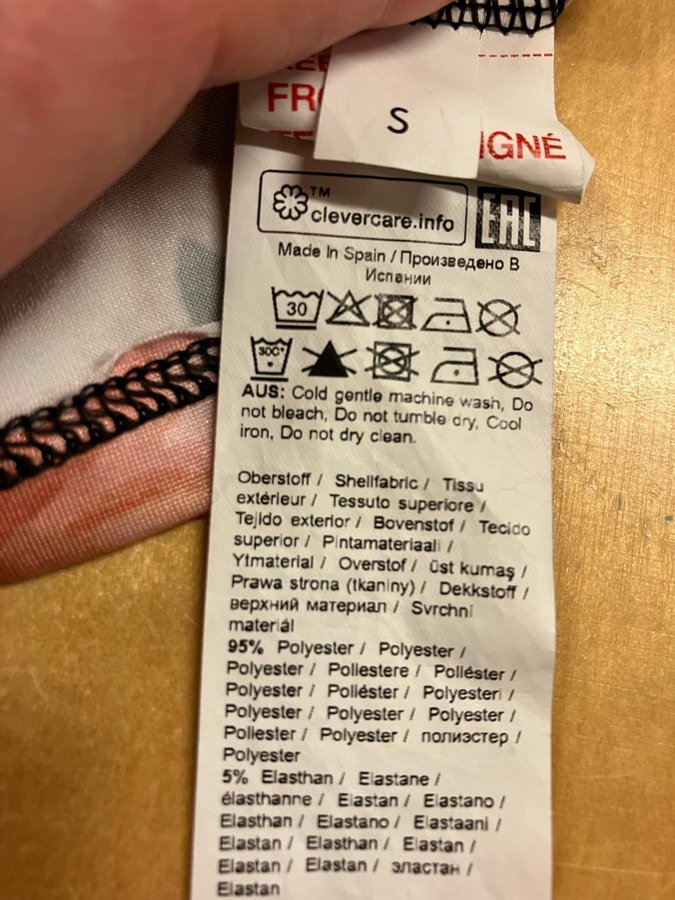 FR
S
IGNÉ
TM
clevercare.info
EAC
Made In Spain / Произведено В
Испании
30
30C°
AUS: Cold gentle machine wash, Do
not bleach, Do not tumble dry, Cool
iron, Do not dry clean.
Oberstoff / Shellfabric / Tissu
extérieur / Tessuto superiore /
Tejido exterior / Bovenstof / Tecido
superior / Pintamateriaali /
Ytmaterial / Overstof / üst kumaş /
Prawa strona (tkaniny) / Dekkstoff /
верхний материал / Svrchní
materiál
95% Polyester / Polyester /
Polyester / Poliestere / Poliéster /
Polyester / Poliéster / Polyesteri /
Polyester / Polyester / Polyester /
Poliester / Polyester / полиэстер /
Polyester
5% Elasthan / Elastane /
élasthanne / Elastan / Elastano /
Elasthan / Elastano / Elastaani /
Elastan / Elasthan / Elastan /
Elastan / Elastan / эластан /
Elastan